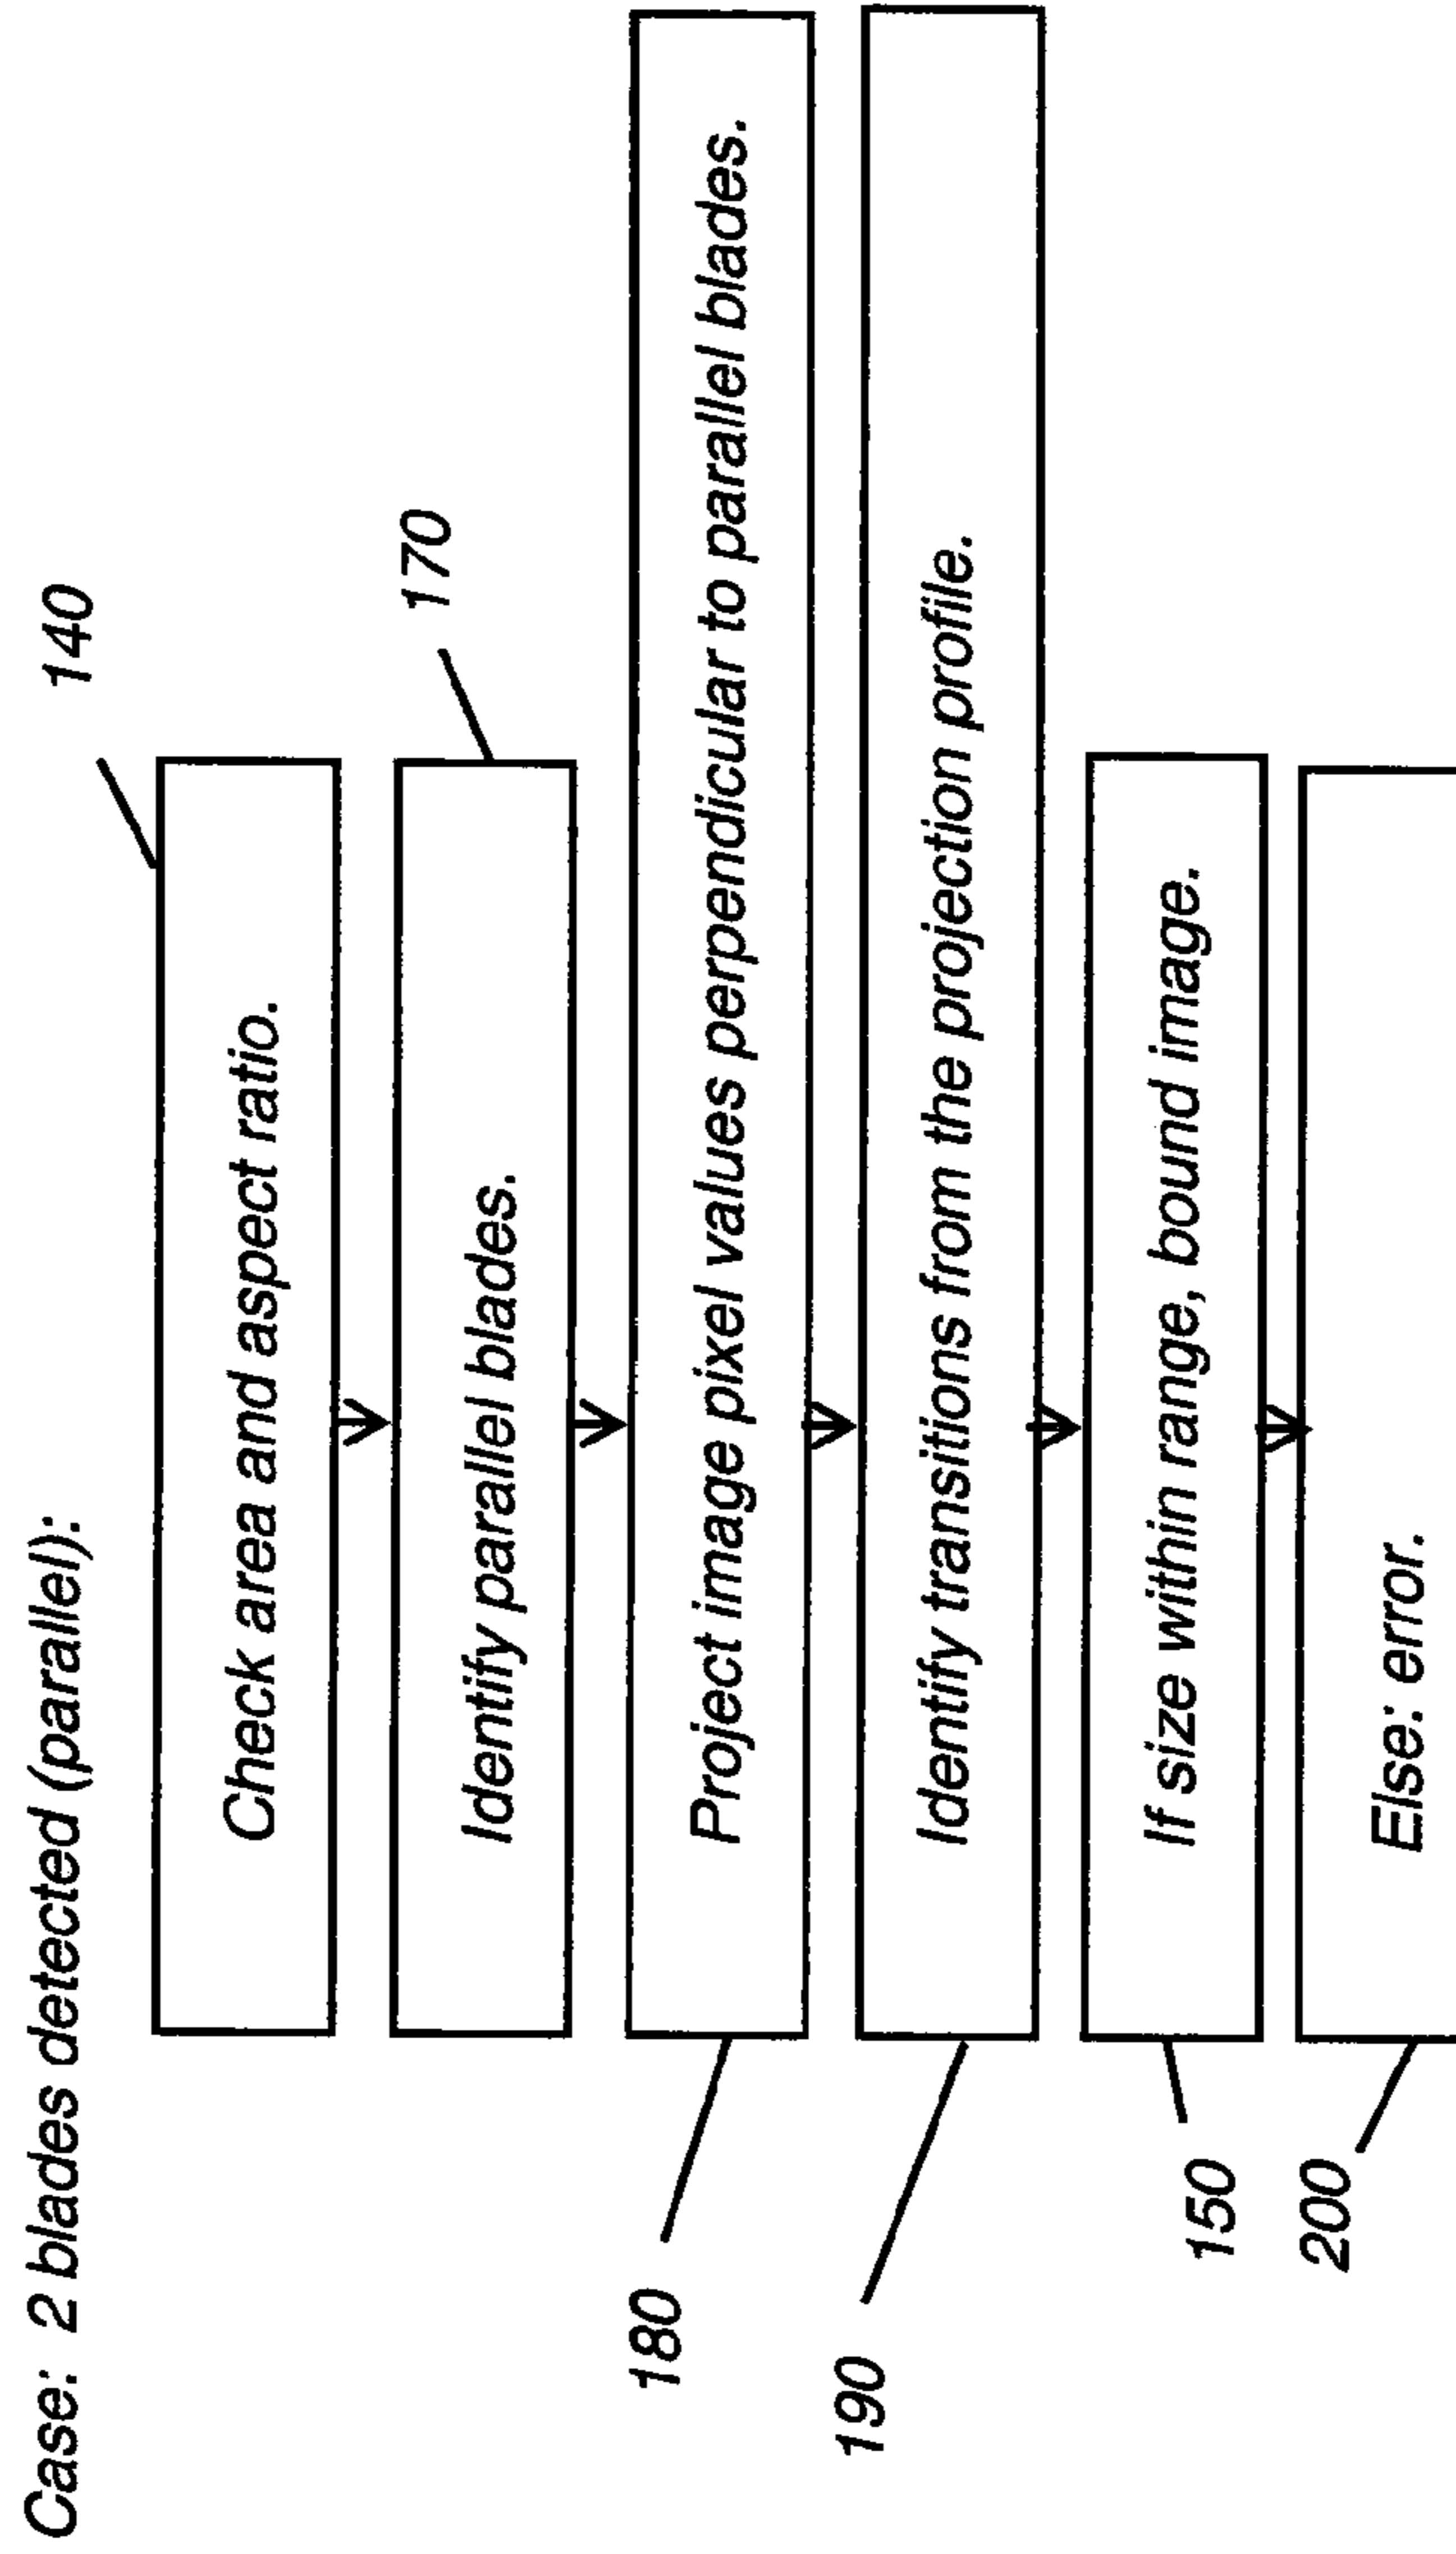 Case: 2 blades detected (parallel):
140
Check area and aspect ratio.
170
Identify parallel blades.
180
Project image pixel values perpendicular to parallel blades.
190
Identify transitions from the projection profile.
150
If size within range, bound image.
200
Else: error.